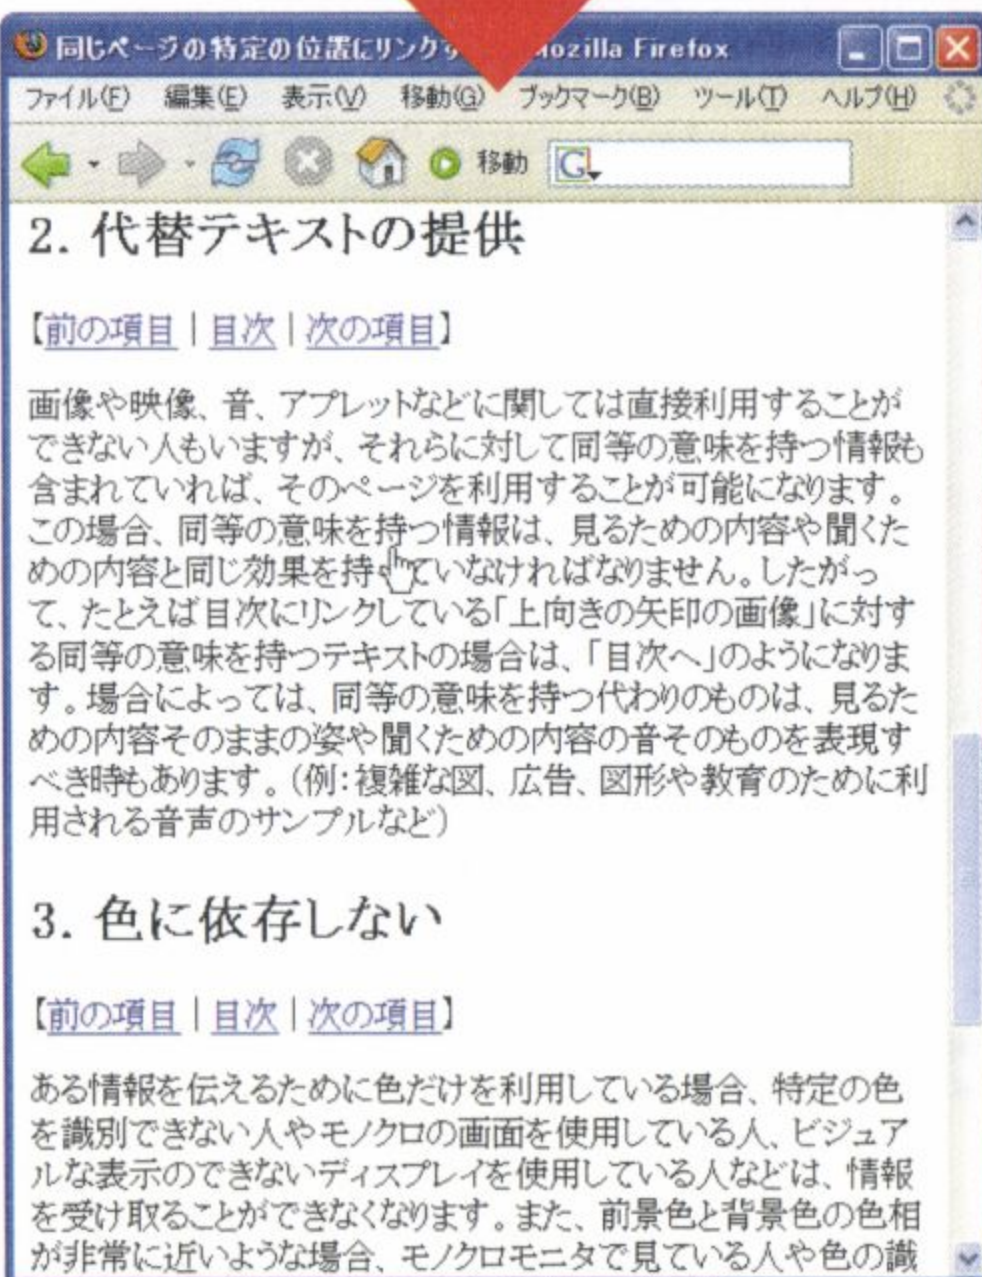 同じページの特定の位置にリンクす ozilla Firefox
ファイル(F) 編集(E) 表示(V) 移動(G) ブックマーク(B) ツール(T) ヘルプ(H)
移動 G
2. 代替テキストの提供
【前の項目 | 目次 | 次の項目】
画像や映像、音、アプレットなどに関しては直接利用することが
できない人もいますが、それらに対して同等の意味を持つ情報も
含まれていれば、そのページを利用することが可能になります。
この場合、同等の意味を持つ情報は、見るための内容や聞くた
めの内容と同じ効果を持っていなければなりません。したがっ
て、たとえば目次にリンクしている「上向きの矢印の画像」に対す
る同等の意味を持つテキストの場合は、「目次へ」のようになりま
す。場合によっては、同等の意味を持つ代わりのものは、見るた
めの内容そのままの姿や聞くための内容の音そのものを表現す
べき時もあります。(例:複雑な図、広告、図形や教育のために利
用される音声のサンプルなど)
3. 色に依存しない
【前の項目 | 目次 | 次の項目】
ある情報を伝えるために色だけを利用している場合、特定の色
を識別できない人やモノクロの画面を使用している人、ビジュア
ルな表示のできないディスプレイを使用している人などは、情報
を受け取ることができなくなります。また、前景色と背景色の色相
が非常に近いような場合、モノクロモニタで見ている人や色の識